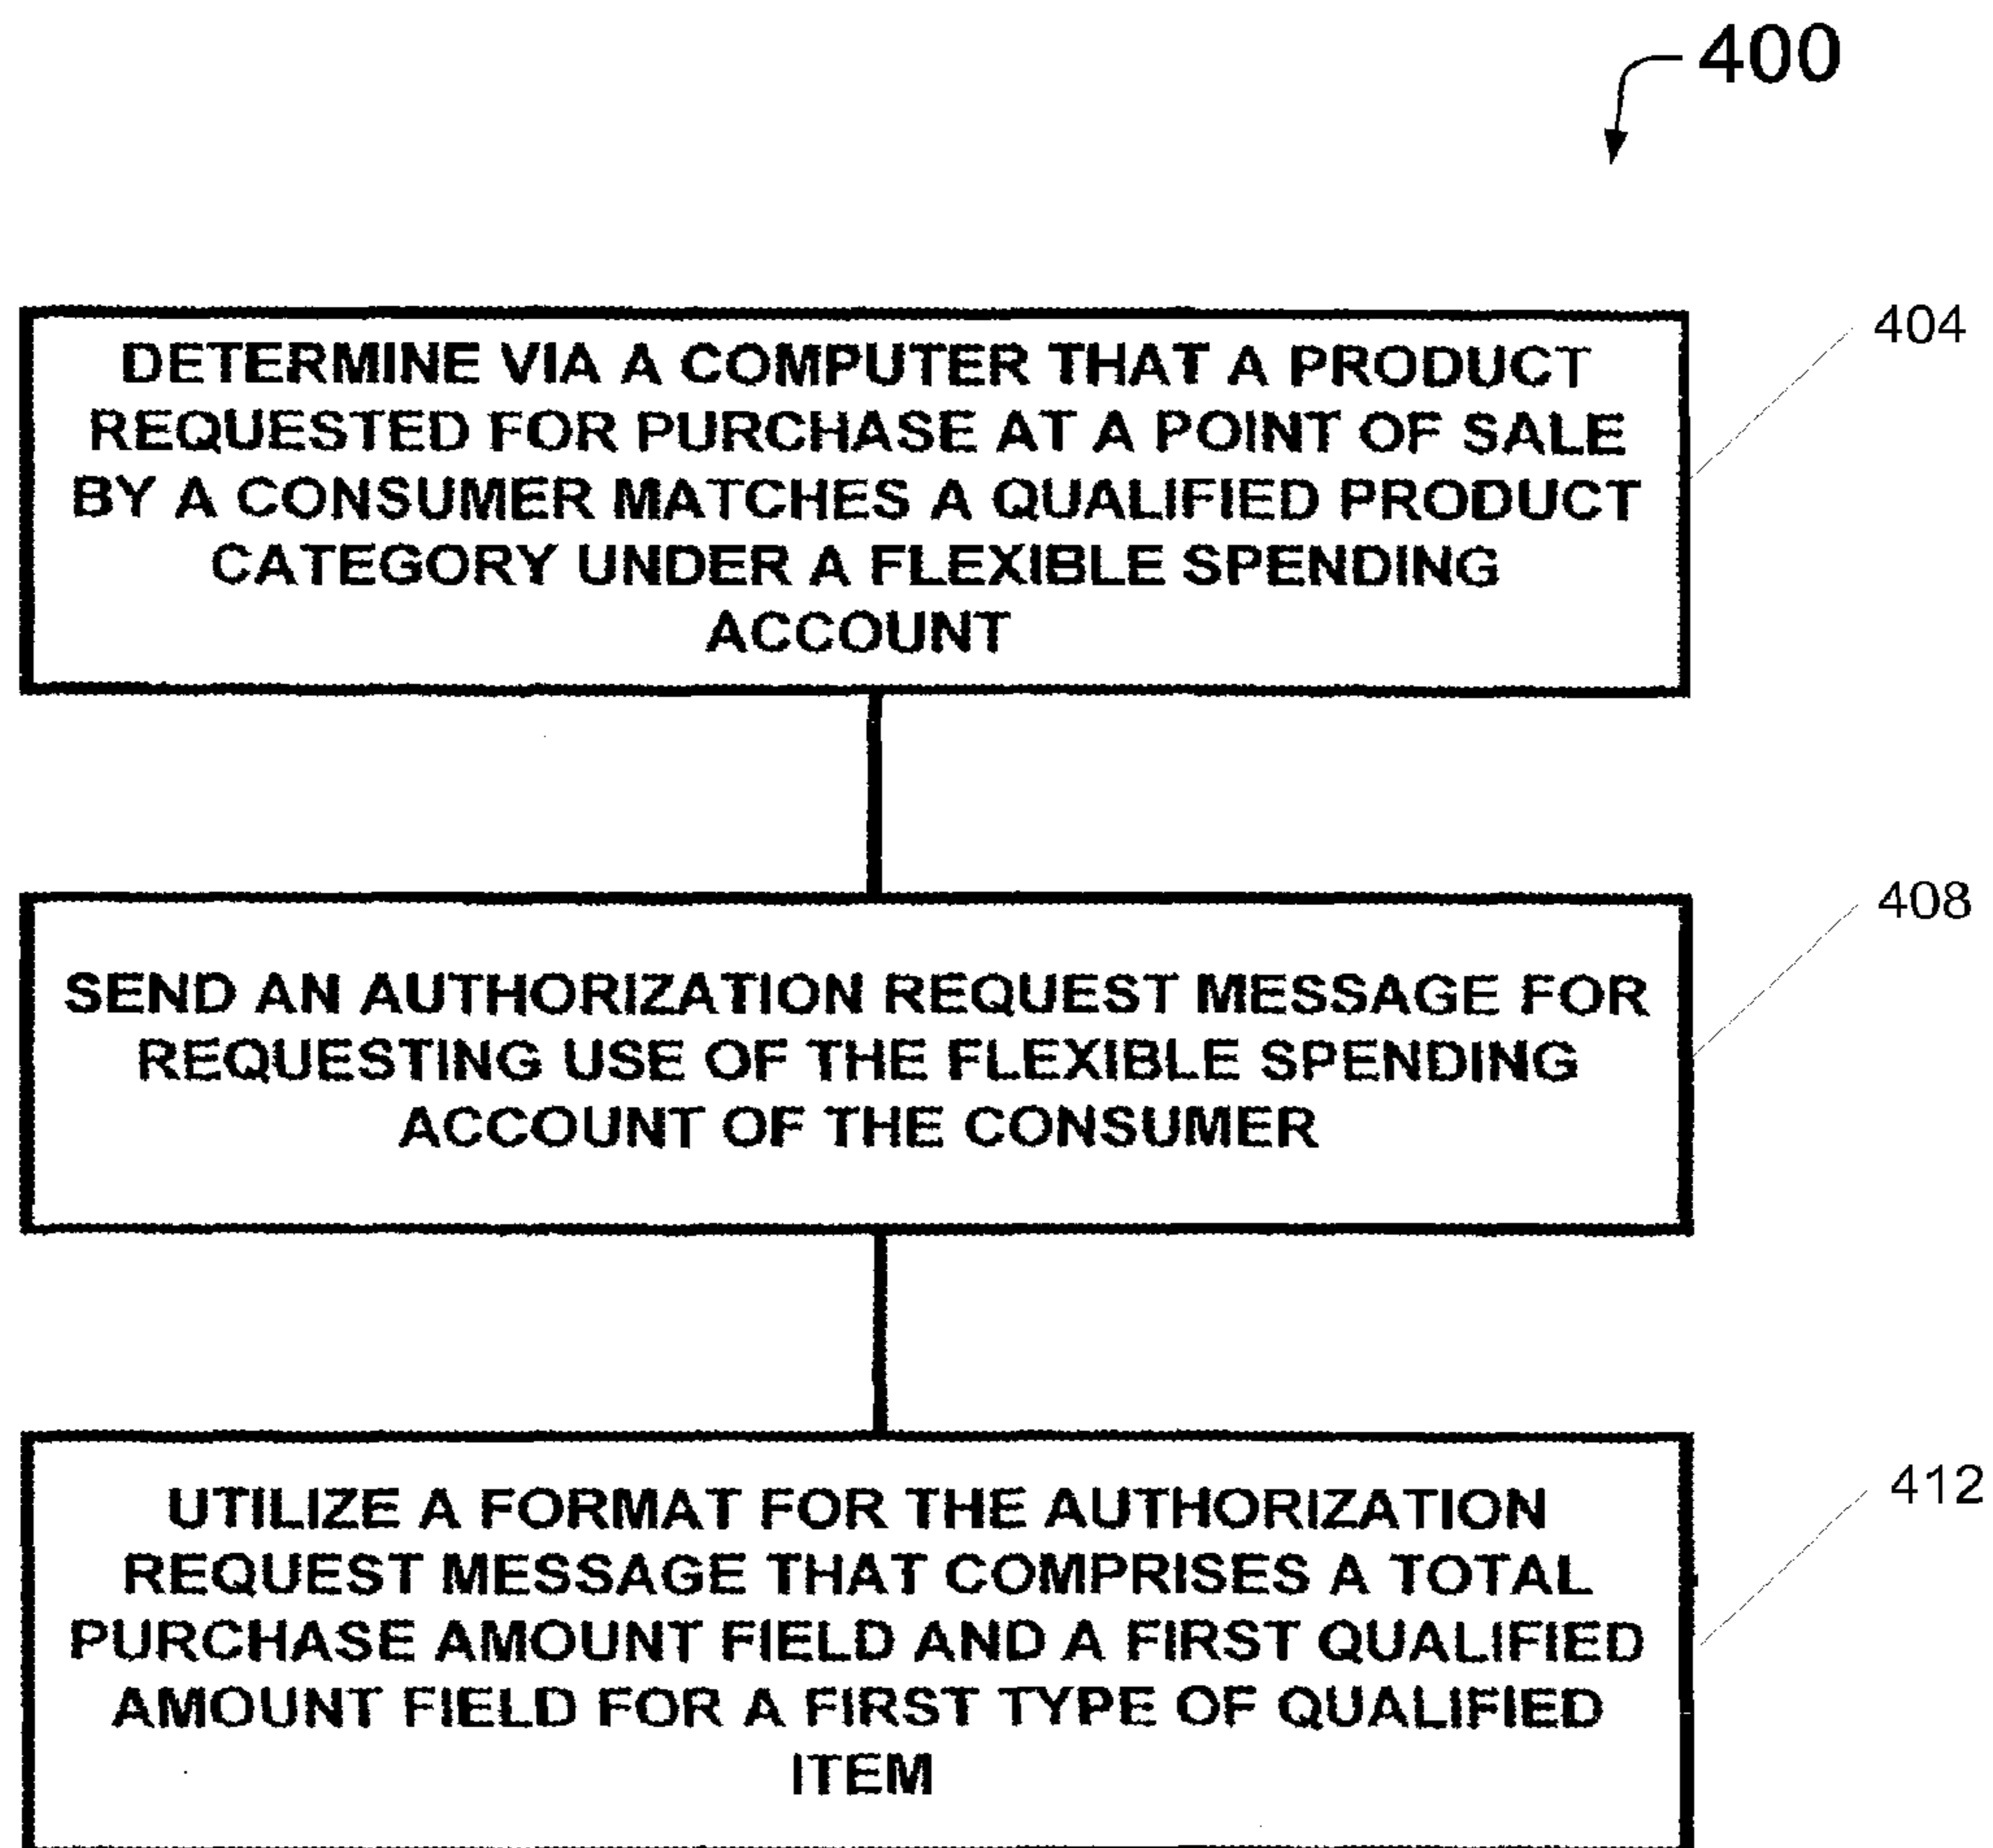 400
DETERMINE VIA A COMPUTER THAT A PRODUCT
REQUESTED FOR PURCHASE AT A POINT OF SALE
BY A CONSUMER MATCHES A QUALIFIED PRODUCT
CATEGORY UNDER A FLEXIBLE SPENDING
ACCOUNT
404
SEND AN AUTHORIZATION REQUEST MESSAGE FOR
REQUESTING USE OF THE FLEXIBLE SPENDING
ACCOUNT OF THE CONSUMER
408
UTILIZE A FORMAT FOR THE AUTHORIZATION
REQUEST MESSAGE THAT COMPRISES A TOTAL
PURCHASE AMOUNT FIELD AND A FIRST QUALIFIED
AMOUNT FIELD FOR A FIRST TYPE OF QUALIFIED
ITEM
412